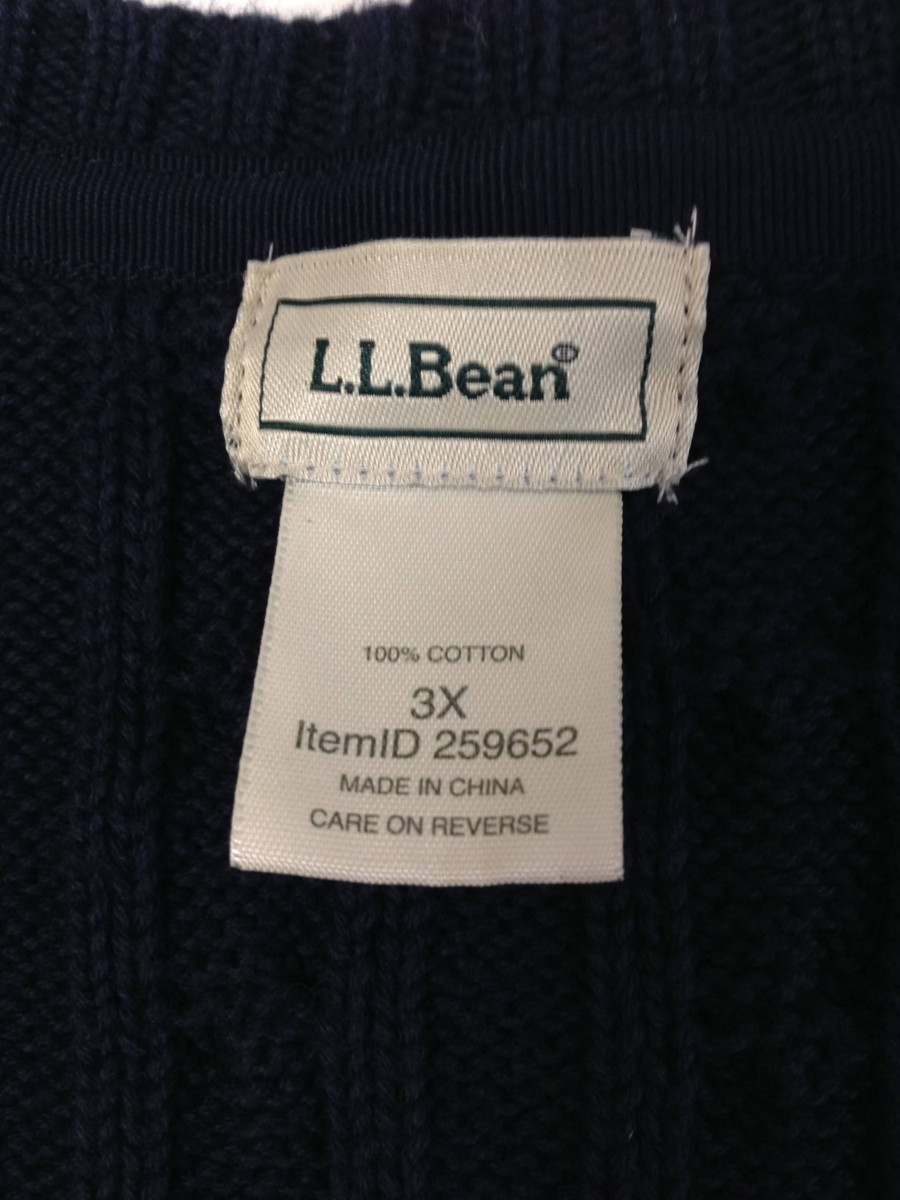 L.L.Bean®
100% COTTON
3X
ItemID 259652
MADE IN CHINA
CARE ON REVERSE